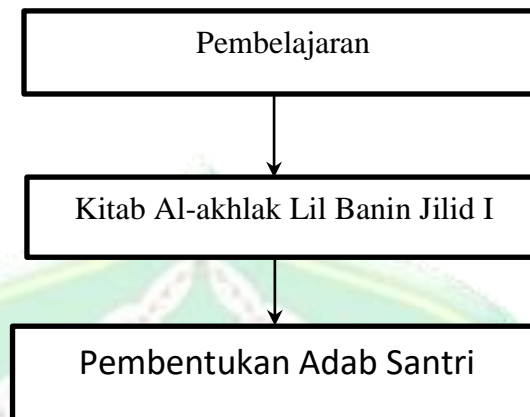 Pembelajaran
Kitab Al-akhlak Lil Banin Jilid I
Pembentukan Adab Santri